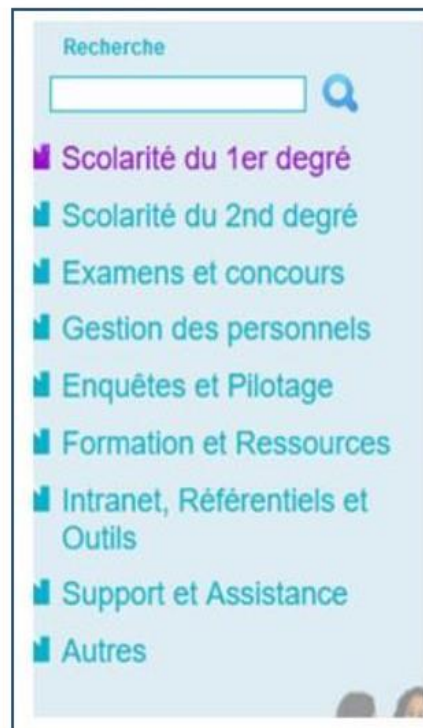 Recherche
Scolarité du 1er degré
Scolarité du 2nd degré
Examens et concours
Gestion des personnels
Enquêtes et Pilotage
Formation et Ressources
Intranet, Référentiels et
Outils
Support et Assistance
Autres